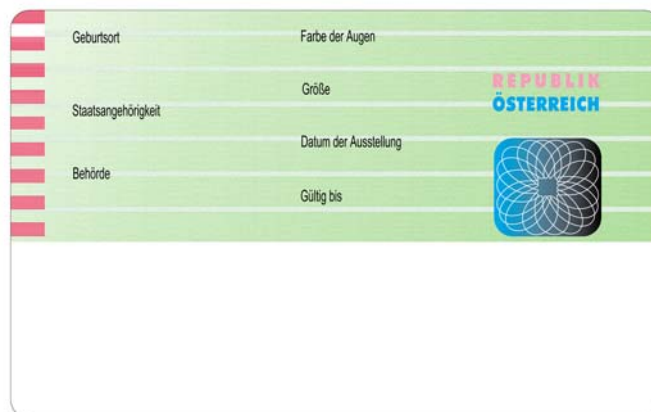 Geburtsort
Staatsangehörigkeit
Behörde
Farbe der Augen
Größe
Datum der Ausstellung
Gültig bis
REPUBLIK
ÖSTERREICH